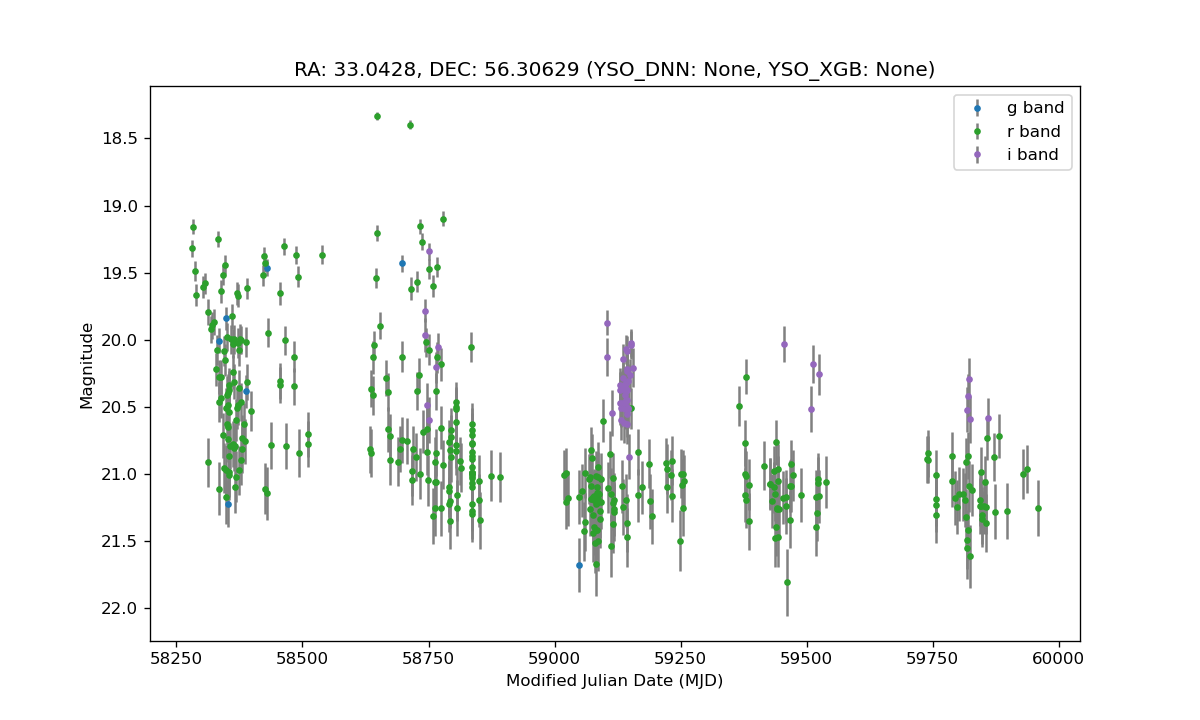 RA: 33.0428, DEC: 56.30629 (YSO_DNN: None, YSO_XGB: None)
g band
r band
i band
18.5
19.0
19.5
20.0
20.5
21.0
21.5
22.0
Magnitude
58250
58500
58750
59000
59250
59500
59750
60000
Modified Julian Date (MJD)